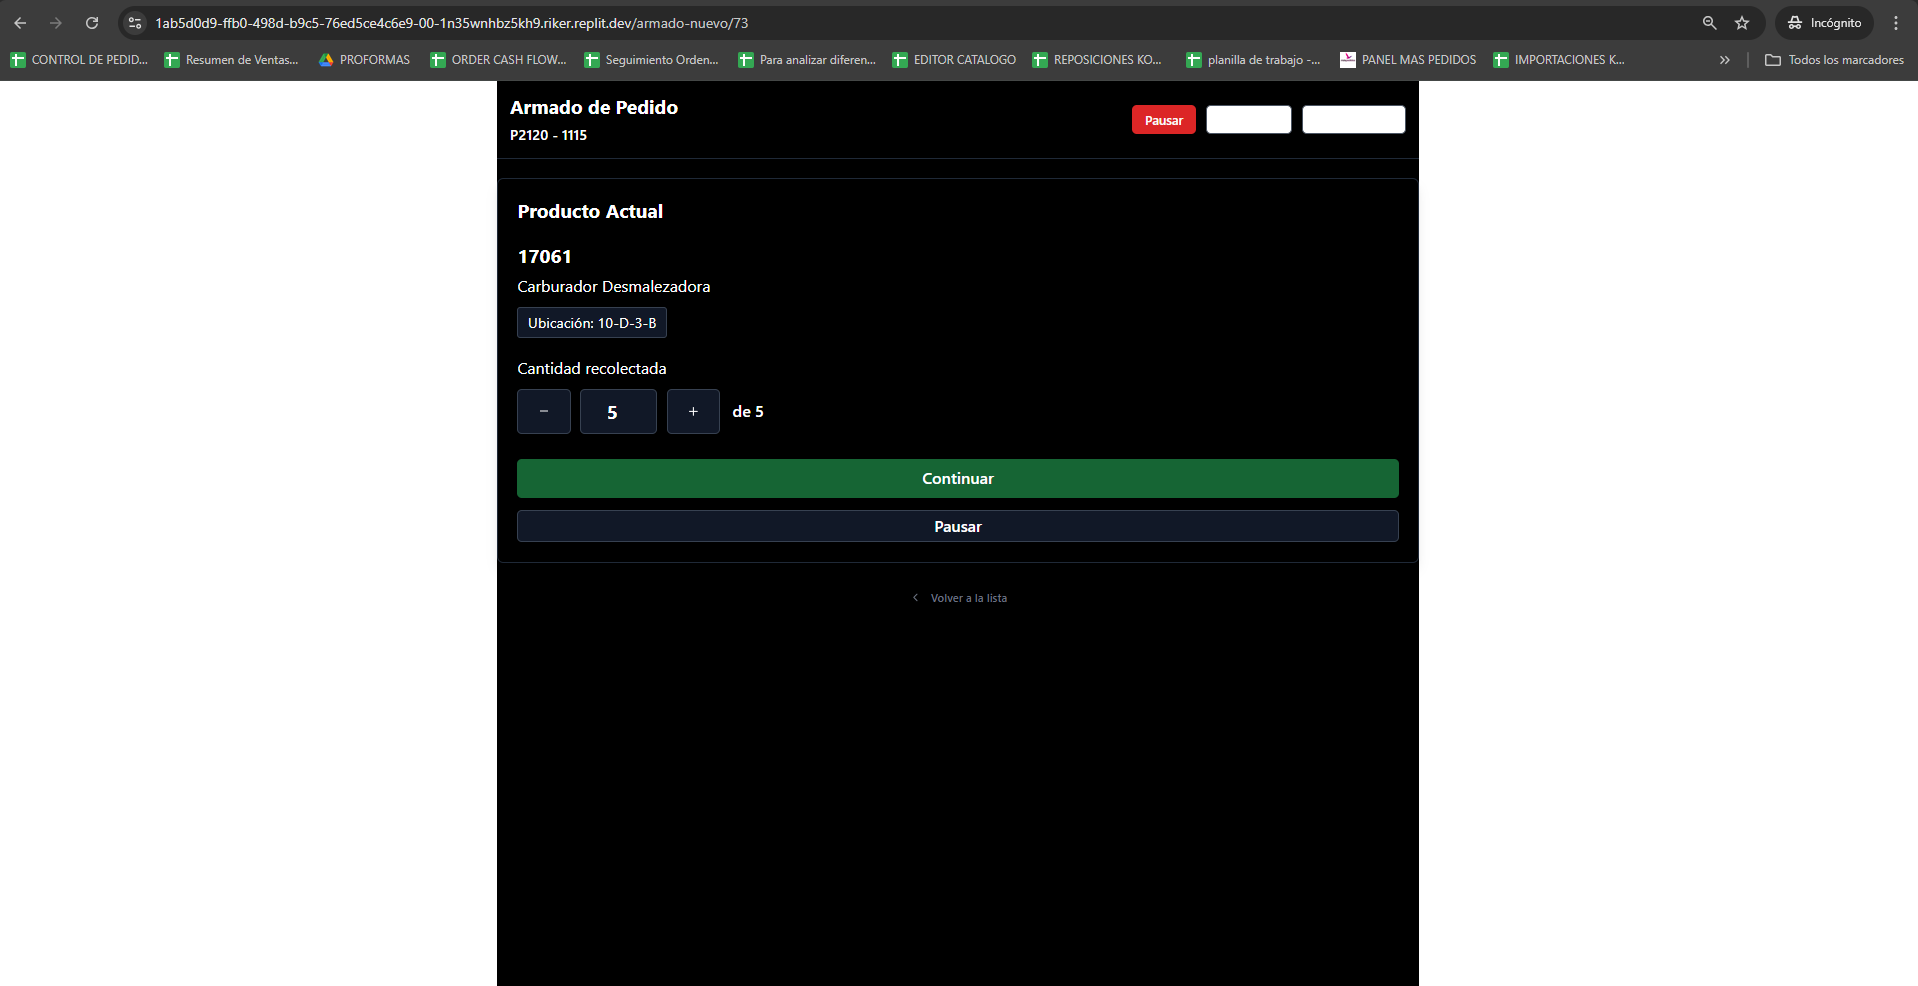 1ab5d0d9-ffb0-498d-b9c5-76ed5ce4c6e9-00-1n35wnhbz5kh9.riker.replit.dev/armado-nuevo/73
Incógnito
CONTROL DE PEDID...
Resumen de Ventas...
PROFORMAS
ORDER CASH FLOW...
Seguimiento Orden...
Para analizar diferen...
EDITOR CATALOGO
REPOSICIONES KO...
planilla de trabajo -...
PANEL MAS PEDIDOS
IMPORTACIONES K...
Todos los marcadores
Armado de Pedido
P2120 - 1115
Pausar
Producto Actual
17061
Carburador Desmalezadora
Ubicación: 10-D-3-B
Cantidad recolectada
− 5 + de 5
Continuar
Pausar
Volver a la lista